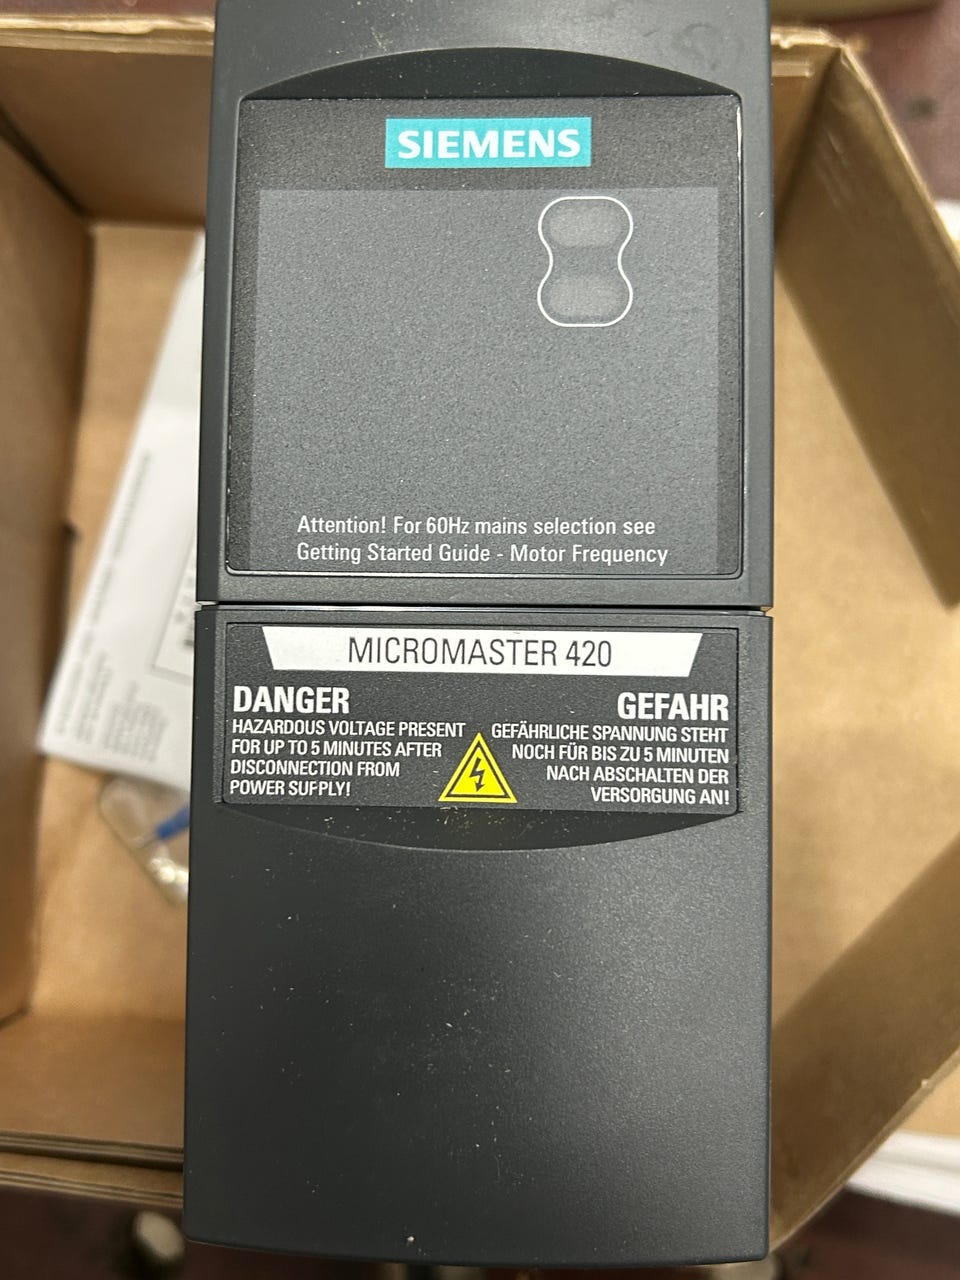 SIEMENS
Attention! For 60Hz mains selection see
Getting Started Guide - Motor Frequency
MICROMASTER 420
DANGER
HAZARDOUS VOLTAGE PRESENT
FOR UP TO 5 MINUTES AFTER
DISCONNECTION FROM
POWER SUPPLY!
GEFAHR
GEFÄHRLICHE SPANNUNG STEHT
NOCH FÜR BIS ZU 5 MINUTEN
NACH ABSCHALTEN DER
VERSORGUNG AN!